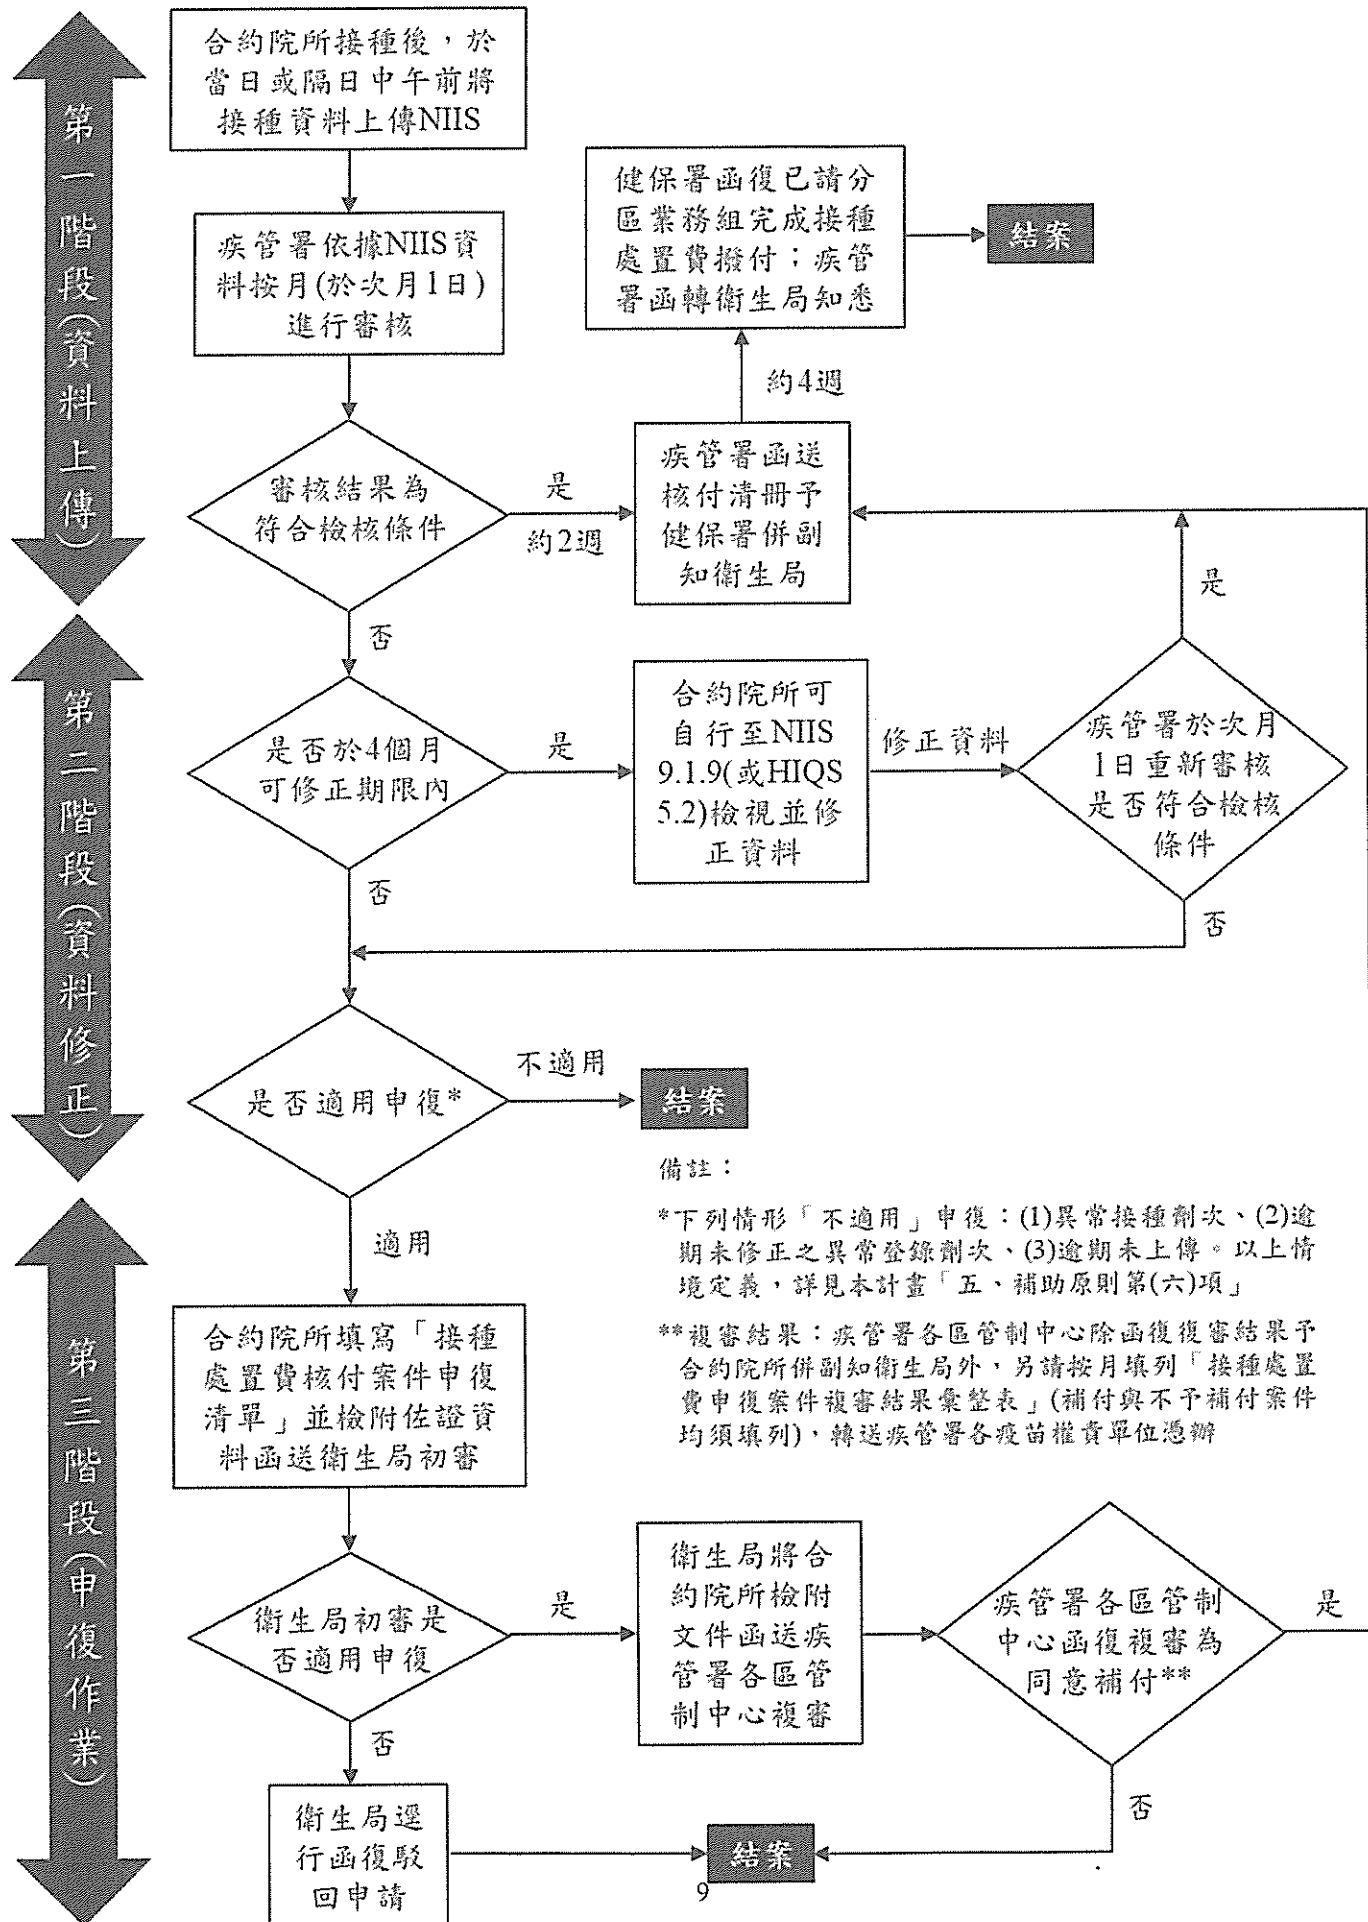 第一階段(資料上傳)
合約院所接種後，於
當日或隔日中午前將
接種資料上傳NIIS
疾管署依據NIIS資
料按月(於次月1日)
進行審核
健保署函復已請分
區業務組完成接種
處置費撥付；疾管
署函轉衛生局知悉
結案
約4週
審核結果為
符合檢核條件
是
約2週
疾管署函送
核付清冊予
健保署併副
知衛生局
是
否
第二階段(資料修正)
是否於4個月
可修正期限內
是
合約院所可
自行至NIIS
9.1.9(或HIQS
5.2)檢視並修
正資料
修正資料
疾管署於次月
1日重新審核
是否符合檢核
條件
否
否
是否適用申復*
不適用
結案
適用
備註：
*下列情形「不適用」申復：(1)異常接種劑次、(2)逾
期未修正之異常登錄劑次、(3)逾期未上傳。以上情
境定義，詳見本計畫「五、補助原則第(六)項」
**複審結果：疾管署各區管制中心除函復復審結果予
合約院所併副知衛生局外，另請按月填列「接種處置
費申復案件複審結果彙整表」(補付與不予補付案件
均須填列)，轉送疾管署各疫苗權責單位憑辦
第三階段(申復作業)
合約院所填寫「接種
處置費核付案件申復
清單」並檢附佐證資
料函送衛生局初審
衛生局初審是
否適用申復
是
衛生局將合
約院所檢附
文件函送疾
管署各區管
制中心複審
疾管署各區管制
中心函復複審為
同意補付**
是
否
否
衛生局逕
行函復駁
回申請
結案
9